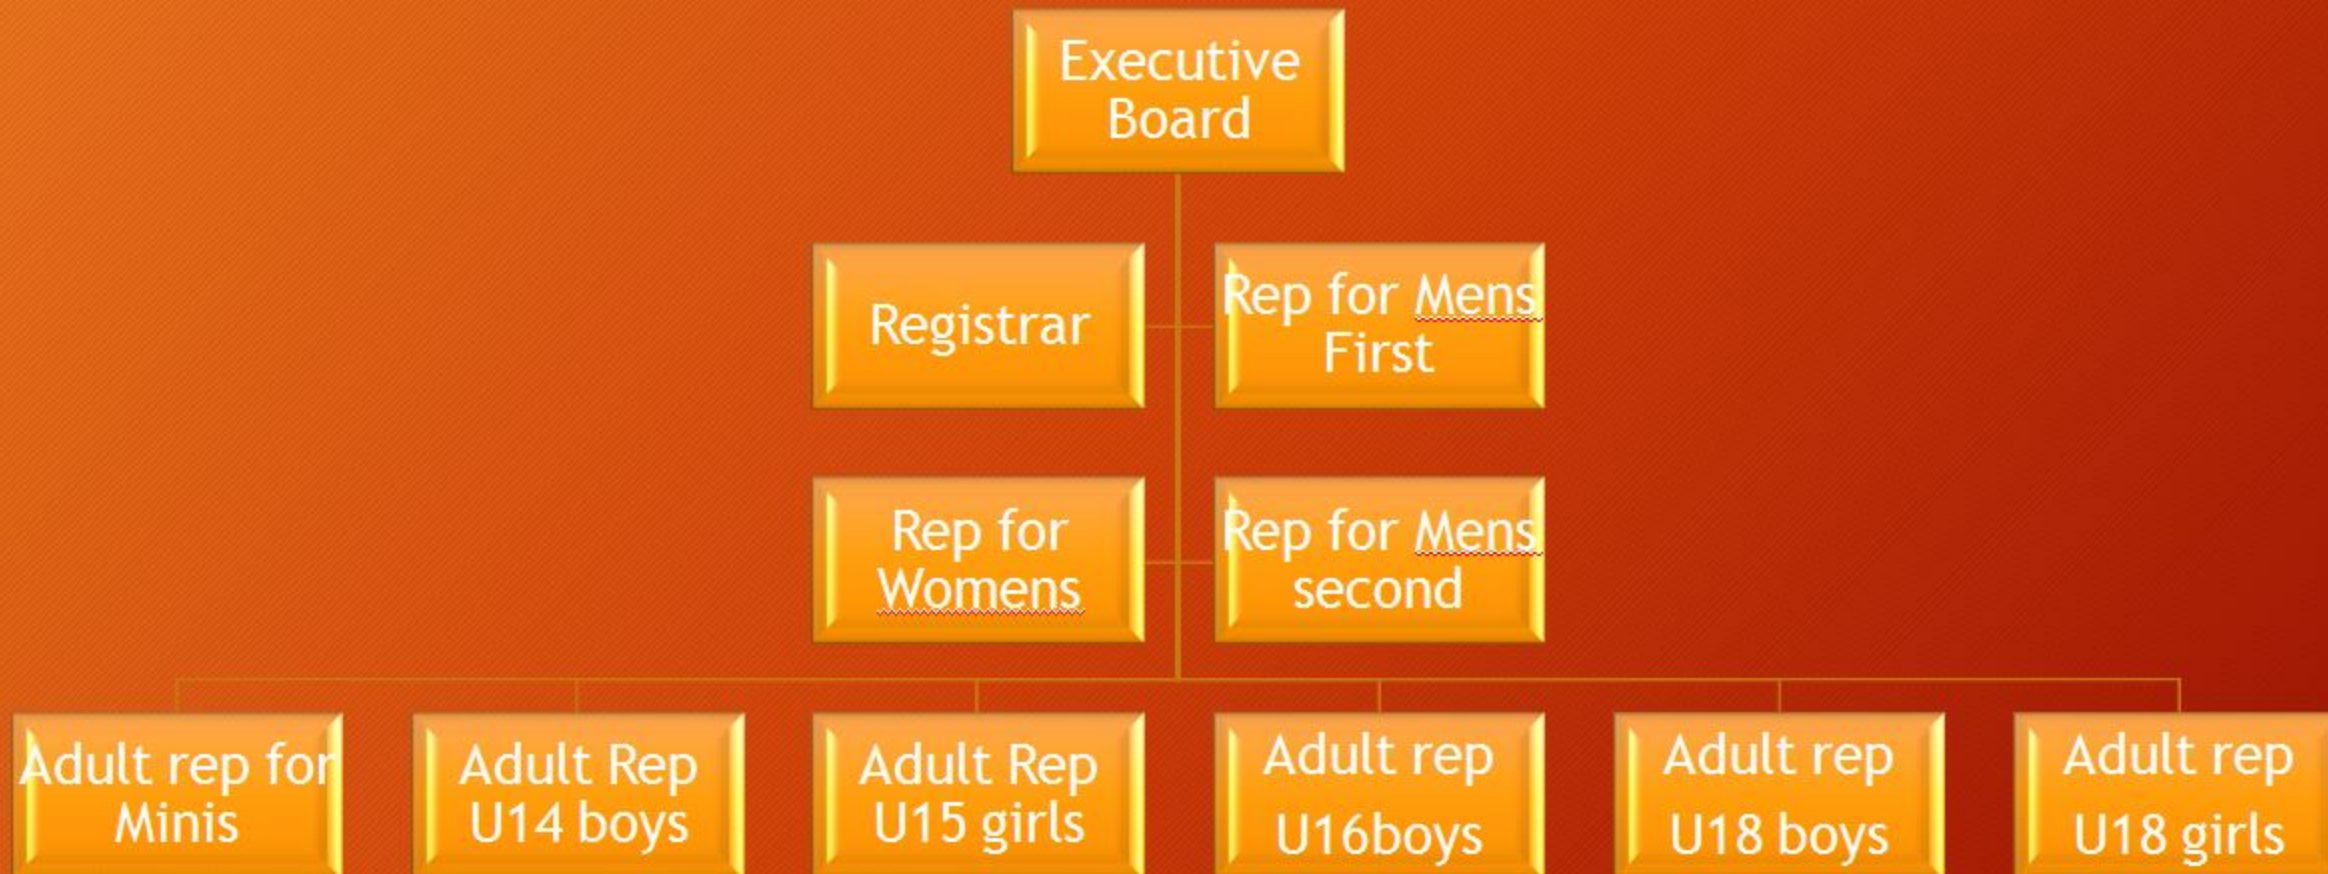 Executive
Board
Registrar
Rep for Mens
First
Rep for
Womens
Rep for Mens
second
Adult rep for
Minis
Adult Rep
U14 boys
Adult Rep
U15 girls
Adult rep
U16boys
Adult rep
U18 boys
Adult rep
U18 girls